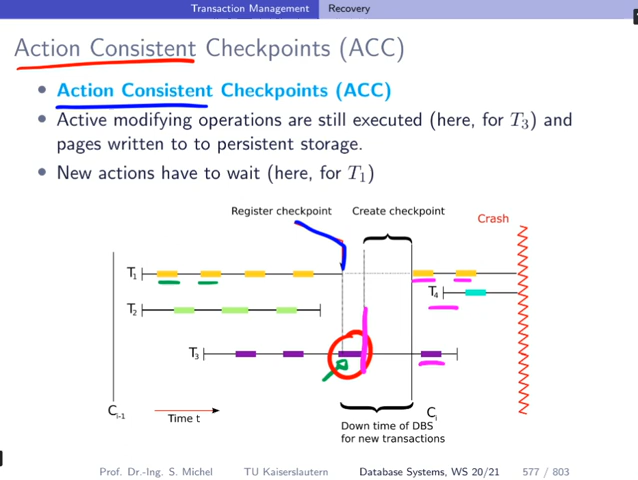 Transaction Management Recovery
Action Consistent Checkpoints (ACC)
Action Consistent Checkpoints (ACC)
Active modifying operations are still executed (here, for T3) and
pages written to to persistent storage.
New actions have to wait (here, for T1)
Register checkpoint Create checkpoint
Crash
T1
T4
T2
T3
Ci-1
Time t
Ci
Down time of DBS
for new transactions
Prof. Dr.-Ing. S. Michel TU Kaiserslautern Database Systems, WS 20/21 577 / 803